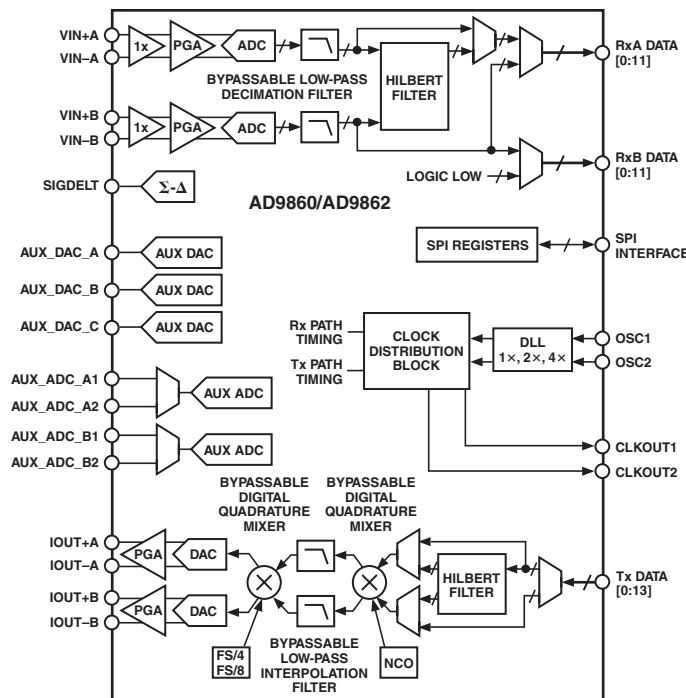 VIN+A
VIN–A
1x
PGA
ADC
BYPASSABLE LOW-PASS
DECIMATION FILTER
HILBERT
FILTER
RxA DATA
[0:11]
VIN+B
VIN–B
1x
PGA
ADC
LOGIC LOW
RxB DATA
[0:11]
SIGDELT
Σ-Δ
AD9860/AD9862
SPI REGISTERS
SPI
INTERFACE
AUX_DAC_A
AUX DAC
AUX_DAC_B
AUX DAC
AUX_DAC_C
AUX DAC
Rx PATH
TIMING
Tx PATH
TIMING
CLOCK
DISTRIBUTION
BLOCK
DLL
1×, 2×, 4×
OSC1
OSC2
AUX_ADC_A1
AUX_ADC_A2
AUX ADC
AUX_ADC_B1
AUX_ADC_B2
AUX ADC
CLKOUT1
CLKOUT2
BYPASSABLE
DIGITAL
QUADRATURE
MIXER
BYPASSABLE
DIGITAL
QUADRATURE
MIXER
IOUT+A
IOUT–A
PGA
DAC
IOUT+B
IOUT–B
PGA
DAC
HILBERT
FILTER
Tx DATA
[0:13]
FS/4
FS/8
BYPASSABLE
LOW-PASS
INTERPOLATION
FILTER
NCO